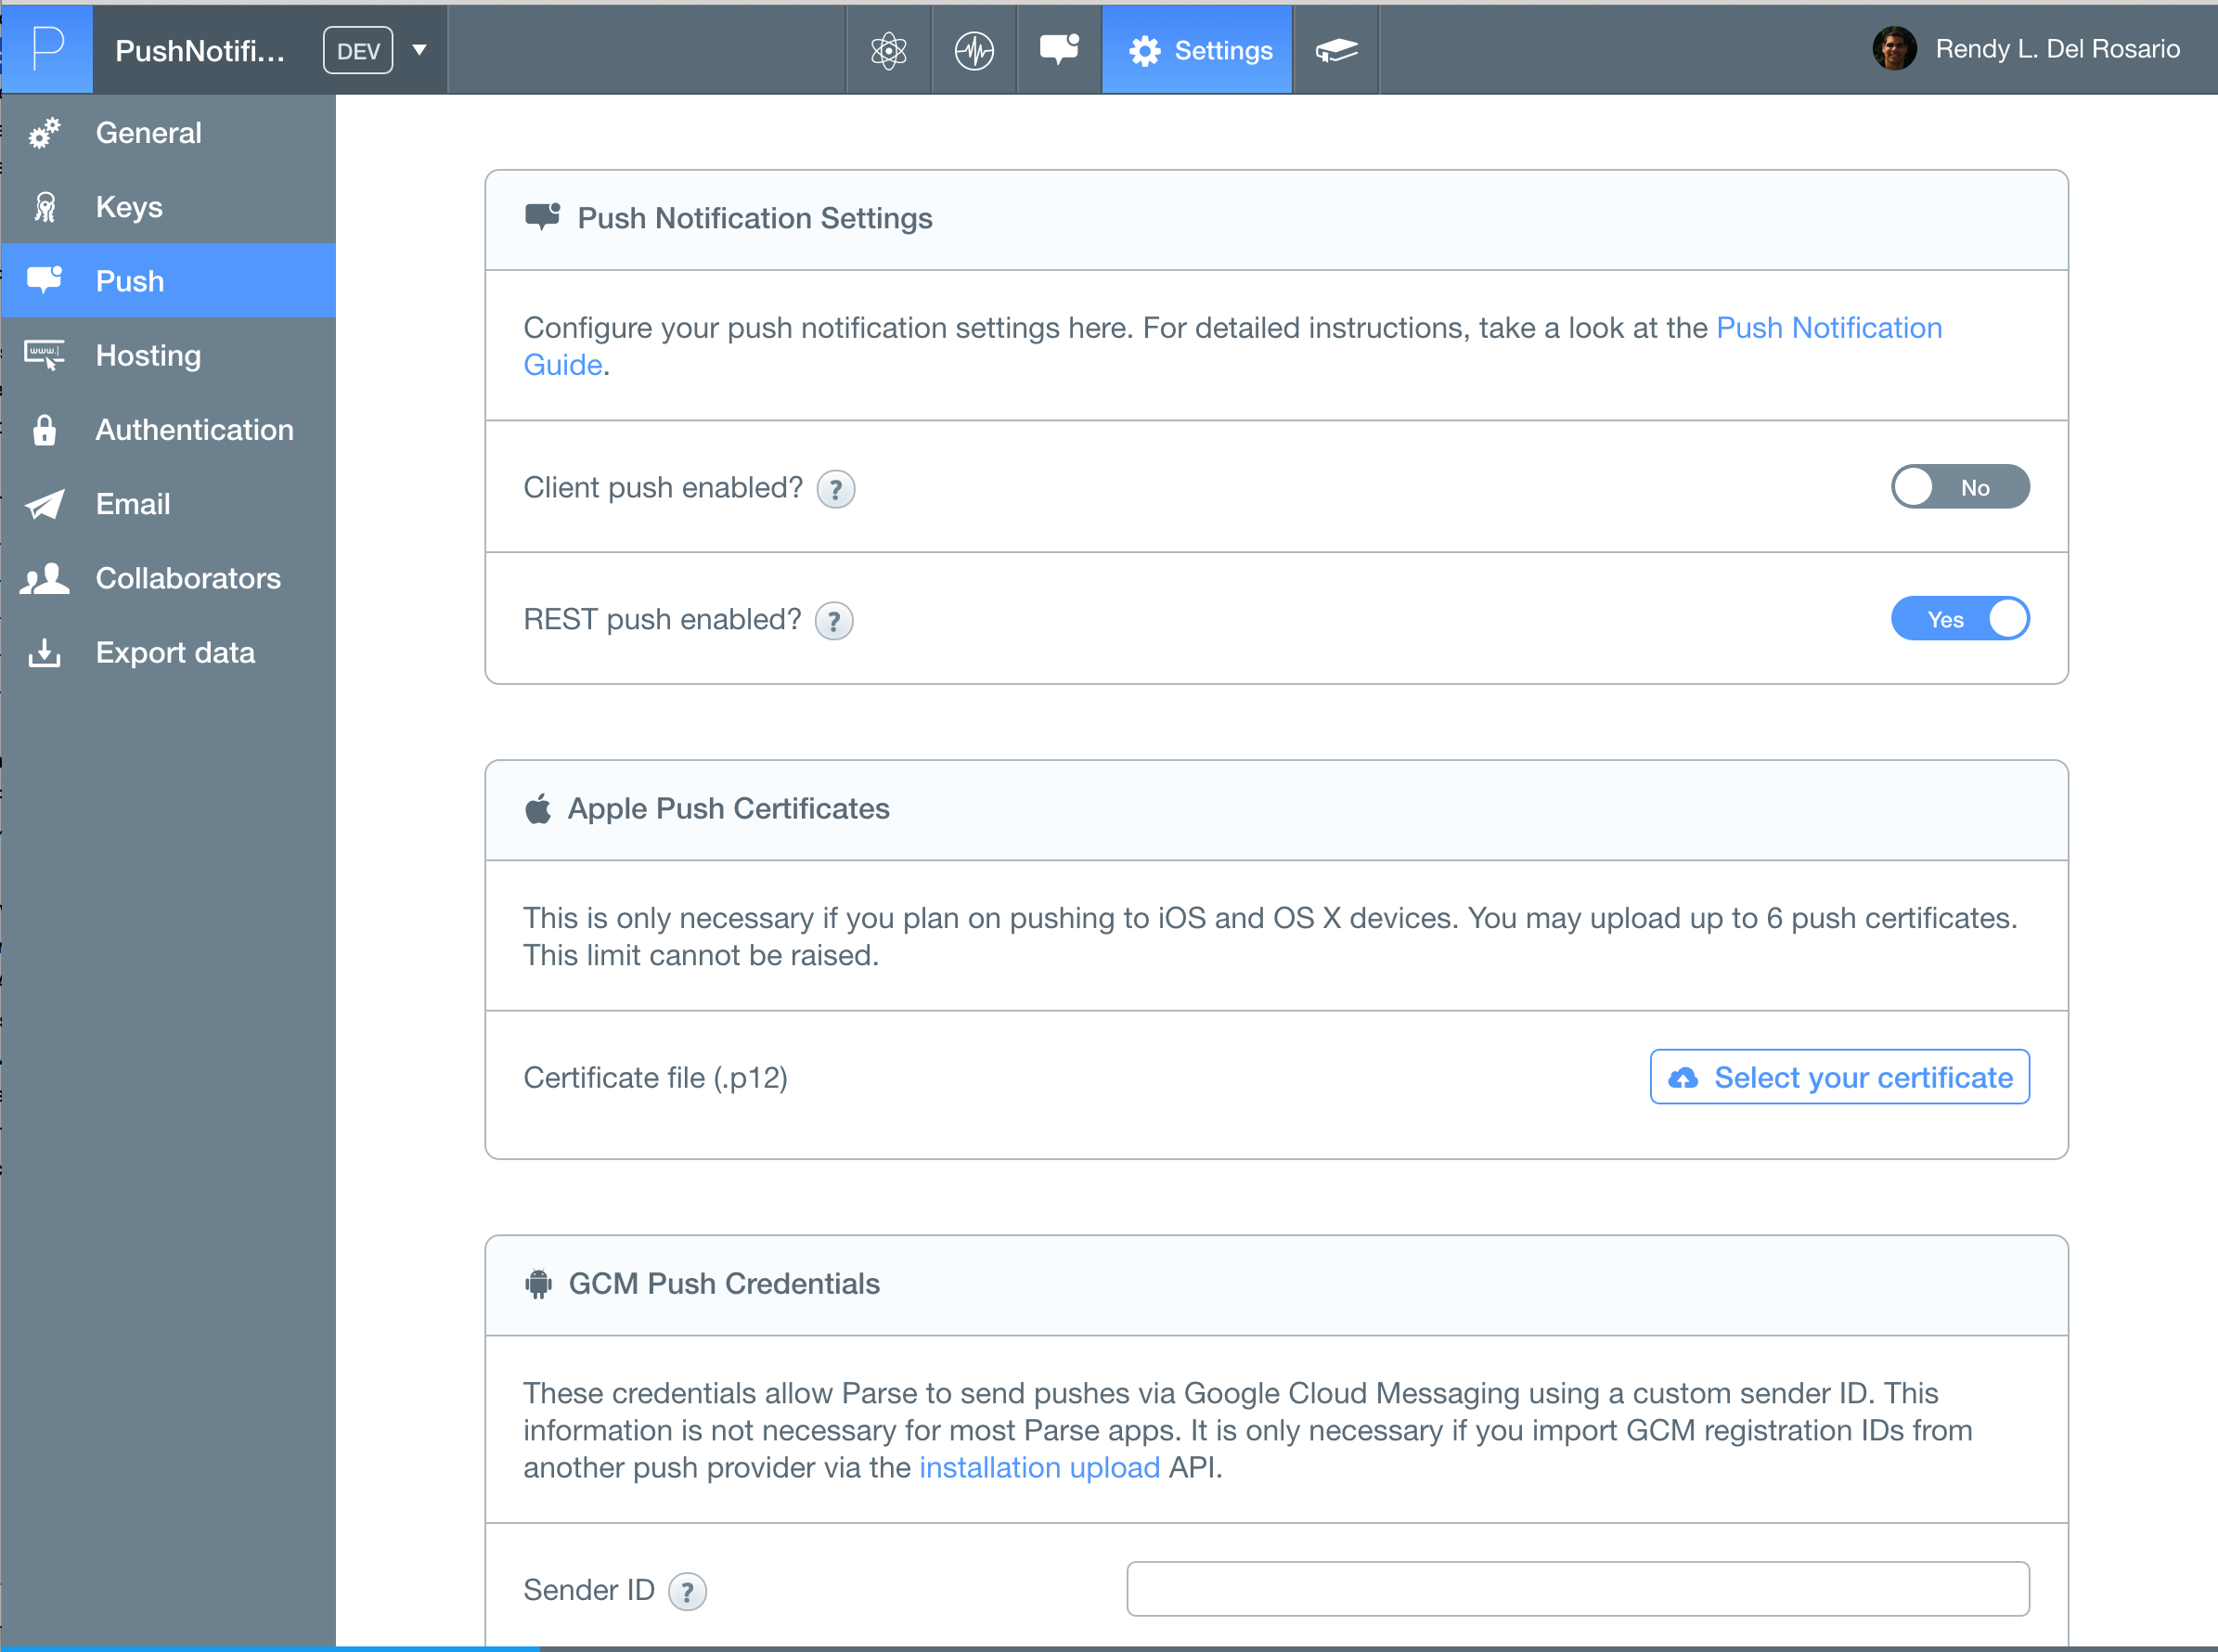 P
PushNotifi... DEV
Settings
Rendy L. Del Rosario
General
Keys
Push
www.
Hosting
Authentication
Email
Collaborators
Export data
Push Notification Settings
Configure your push notification settings here. For detailed instructions, take a look at the Push Notification
Guide.
Client push enabled? ?
No
REST push enabled? ?
Yes
Apple Push Certificates
This is only necessary if you plan on pushing to iOS and OS X devices. You may upload up to 6 push certificates.
This limit cannot be raised.
Certificate file (.p12)
Select your certificate
GCM Push Credentials
These credentials allow Parse to send pushes via Google Cloud Messaging using a custom sender ID. This
information is not necessary for most Parse apps. It is only necessary if you import GCM registration IDs from
another push provider via the installation upload API.
Sender ID ?